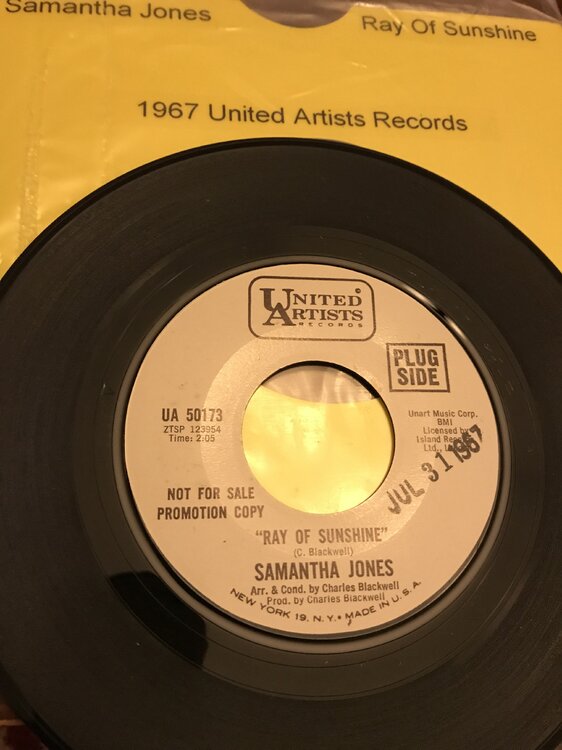 Samantha Jones
Ray Of Sunshine
1967 United Artists Records
UNITED
ARTISTS
RECORDS
PLUG
SIDE
UA 50173
ZTSP 123954
Time: 2:05
Unart Music Corp.
BMI
Licensed by
Island
Ltd.,
JUL 31 1967
NOT FOR SALE
PROMOTION COPY
"RAY OF SUNSHINE"
(C. Blackwell)
SAMANTHA JONES
Arr. & Cond. by Charles Blackwell
Prod. by Charles Blackwell
NEW YORK 19, N.Y. • MADE IN U.S.A.